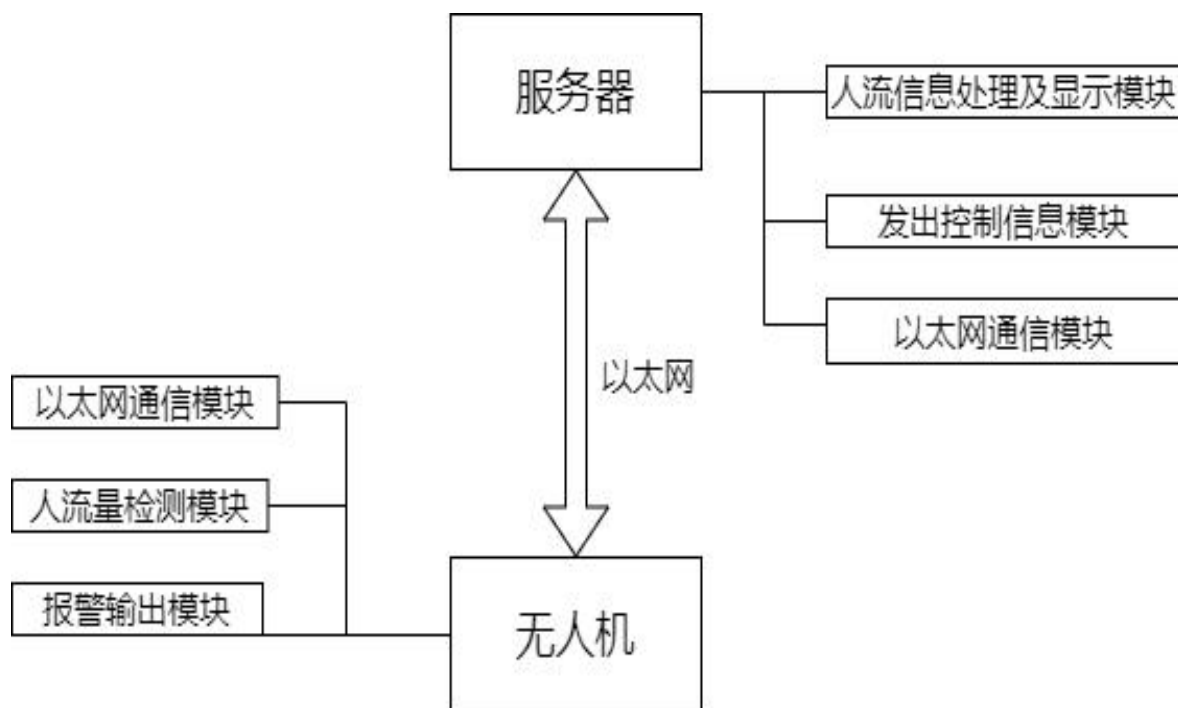 服务器
人流信息处理及显示模块
发出控制信息模块
以太网通信模块
以太网
以太网通信模块
人流量检测模块
报警输出模块
无人机